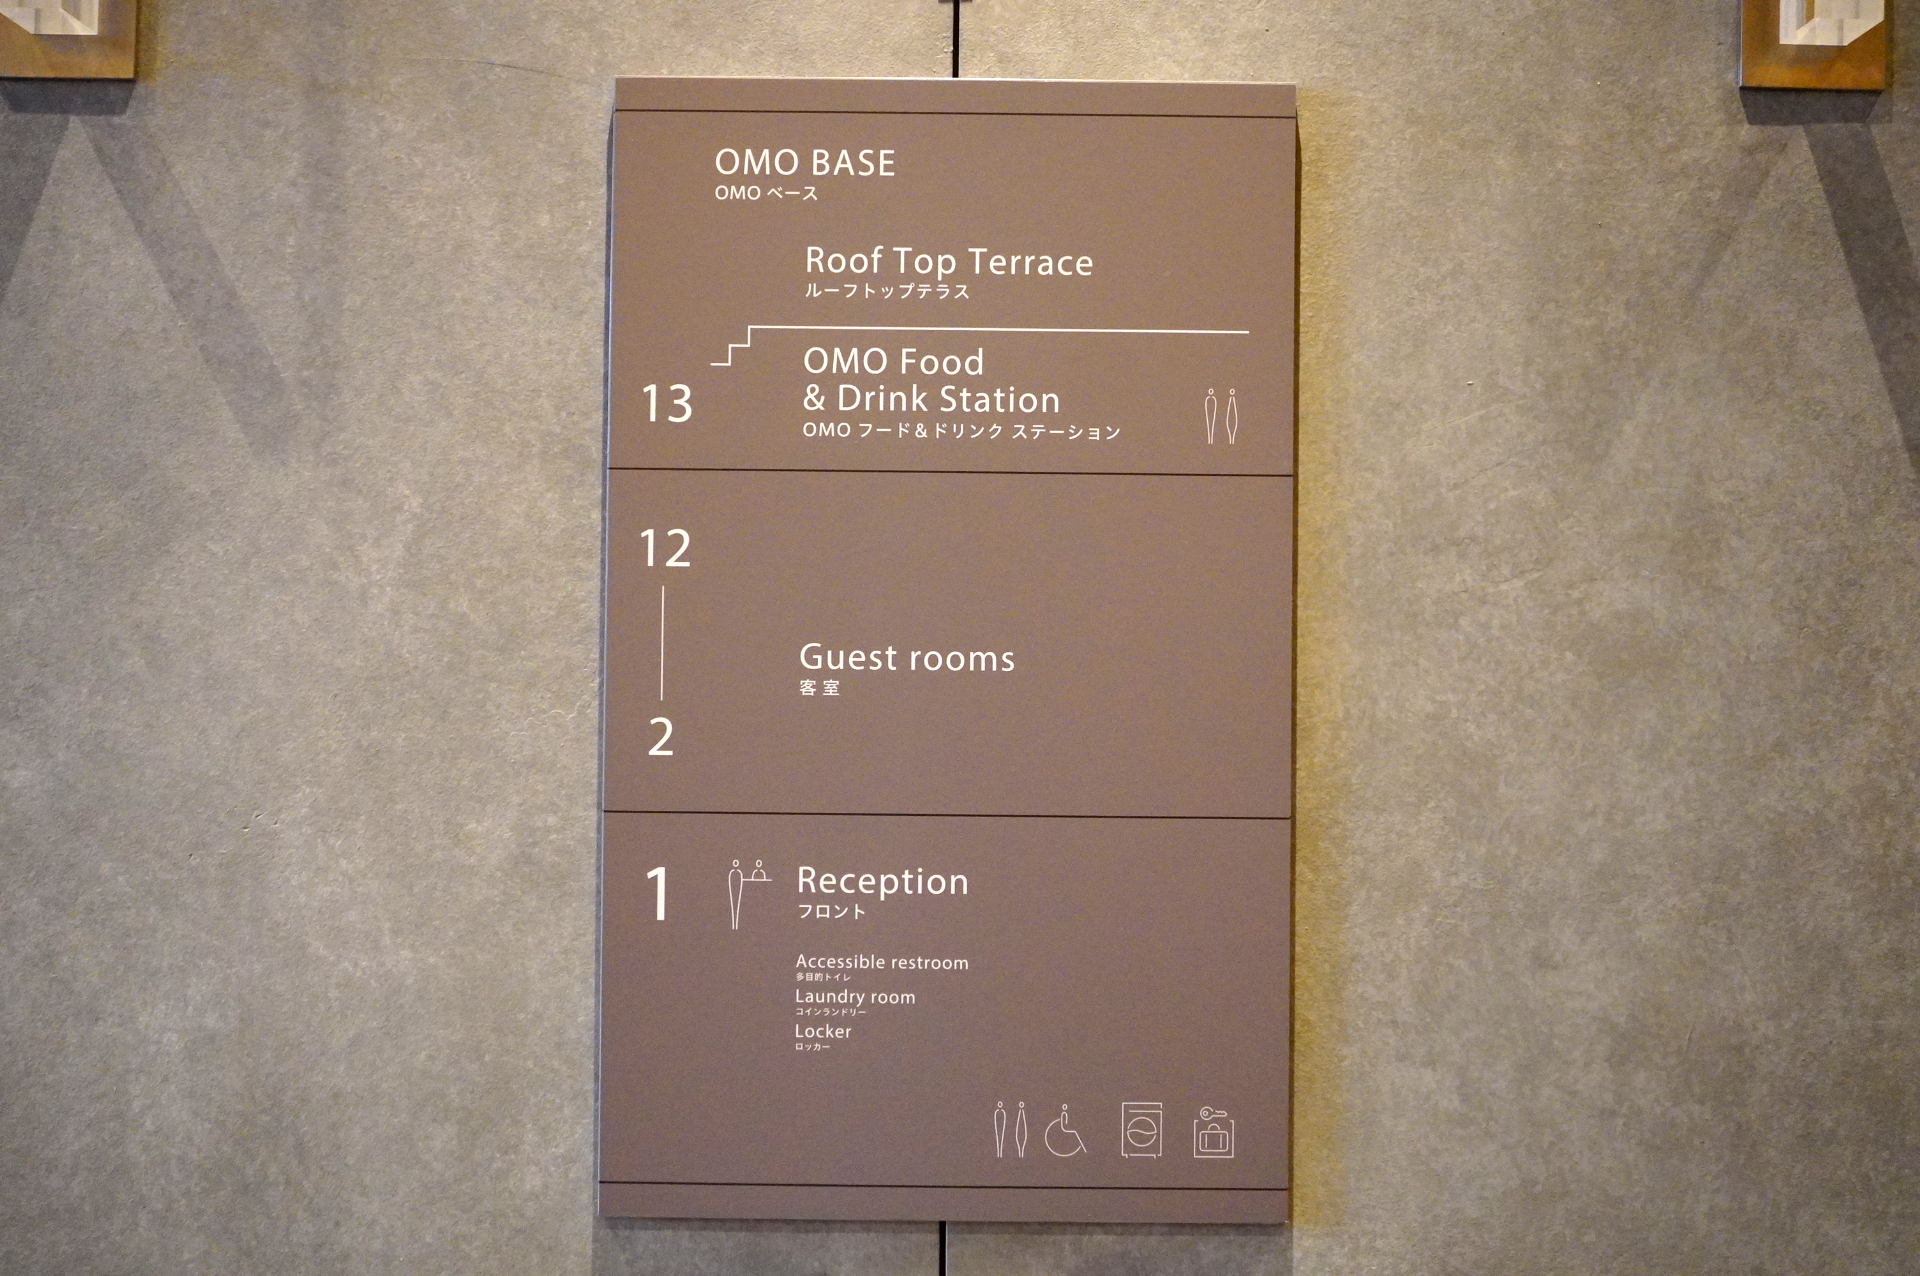 OMO BASE
OMO ベース
Roof Top Terrace
ルーフトップテラス
13
OMO Food
& Drink Station
OMO フード＆ドリンク ステーション
12
2
Guest rooms
客 室
1
Reception
フロント
Accessible restroom
多目的トイレ
Laundry room
コインランドリー
Locker
ロッカー